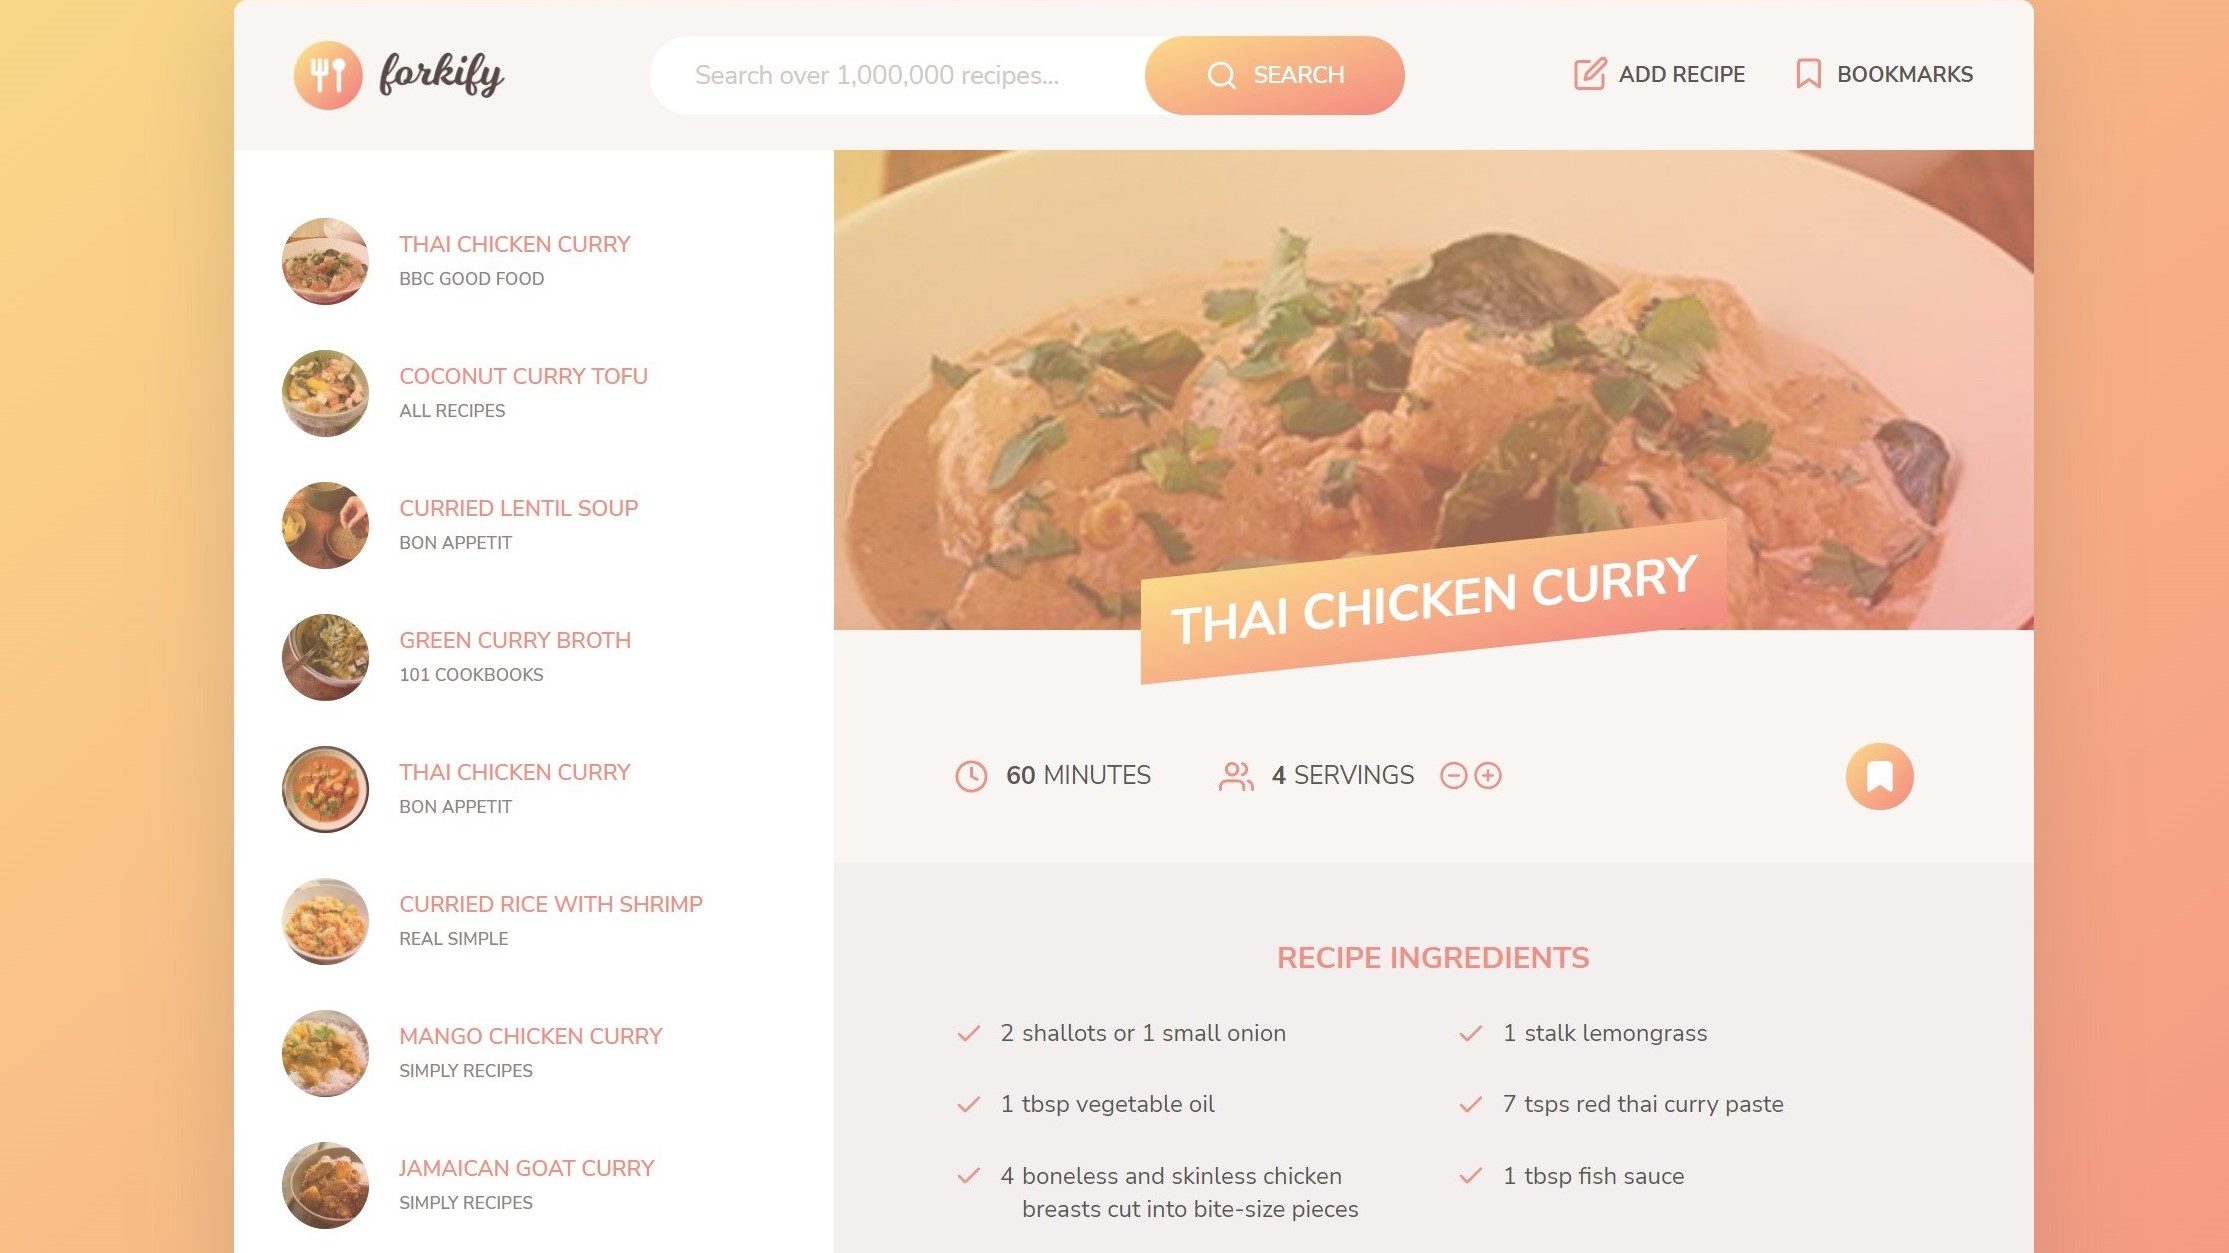 forkify
Search over 1,000,000 recipes...
SEARCH
ADD RECIPE
BOOKMARKS
THAI CHICKEN CURRY
BBC GOOD FOOD
COCONUT CURRY TOFU
ALL RECIPES
CURRIED LENTIL SOUP
BON APPETIT
GREEN CURRY BROTH
101 COOKBOOKS
THAI CHICKEN CURRY
BON APPETIT
CURRIED RICE WITH SHRIMP
REAL SIMPLE
MANGO CHICKEN CURRY
SIMPLY RECIPES
JAMAICAN GOAT CURRY
SIMPLY RECIPES
THAI CHICKEN CURRY
60 MINUTES
4 SERVINGS
RECIPE INGREDIENTS
2 shallots or 1 small onion
1 stalk lemongrass
1 tbsp vegetable oil
7 tsps red thai curry paste
4 boneless and skinless chicken
breasts cut into bite-size pieces
1 tbsp fish sauce